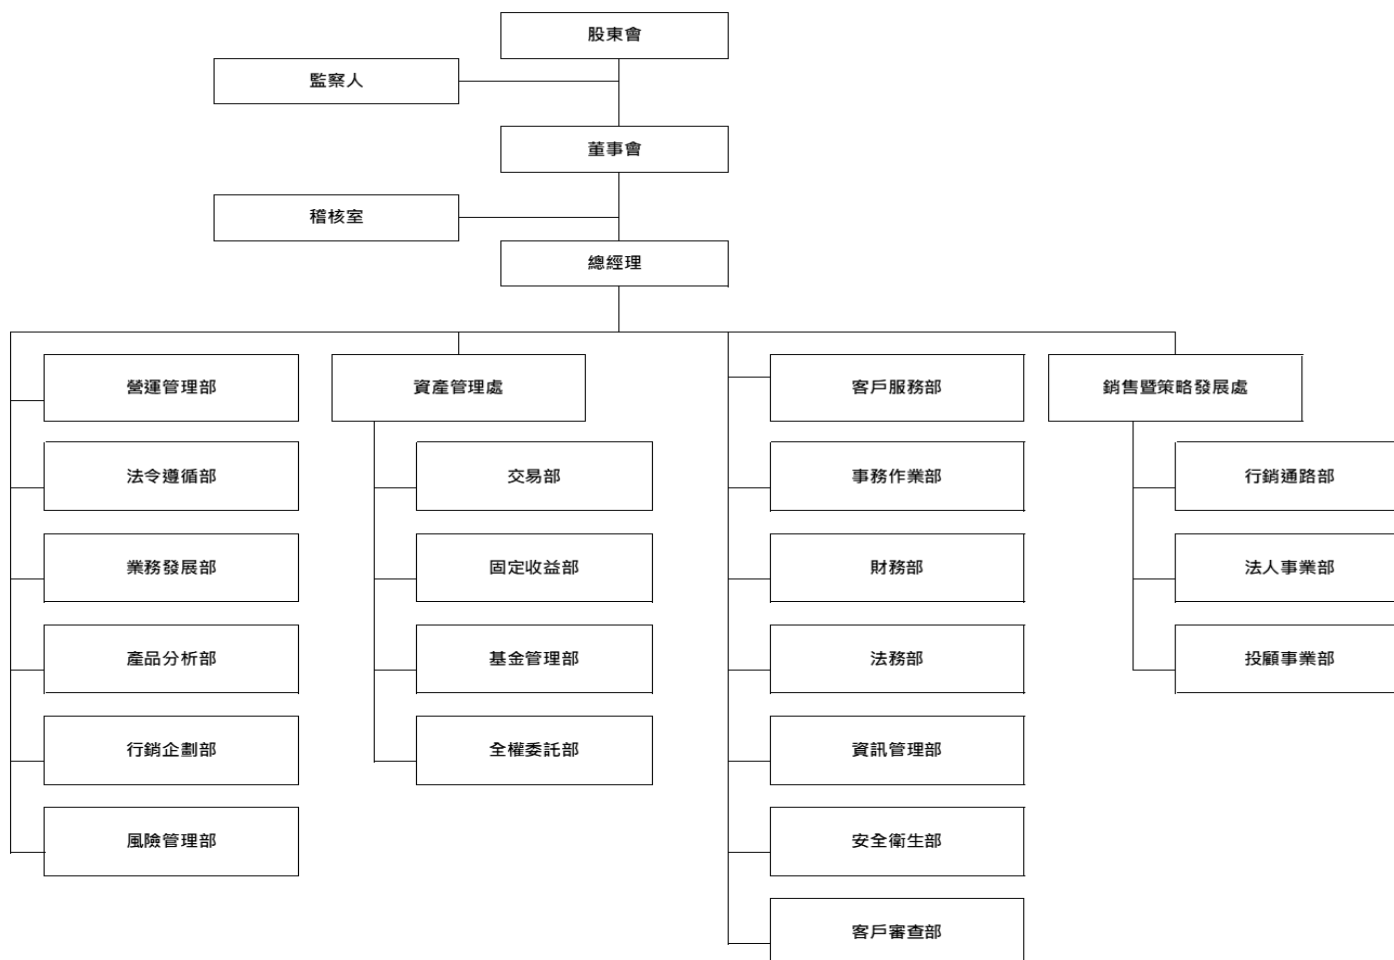 股東會
監察人
董事會
稽核室
總經理
營運管理部
法令遵循部
業務發展部
產品分析部
行銷企劃部
風險管理部
資產管理處
交易部
固定收益部
基金管理部
全權委託部
客戶服務部
事務作業部
財務部
法務部
資訊管理部
安全衛生部
客戶審查部
銷售暨策略發展處
行銷通路部
法人事業部
投顧事業部